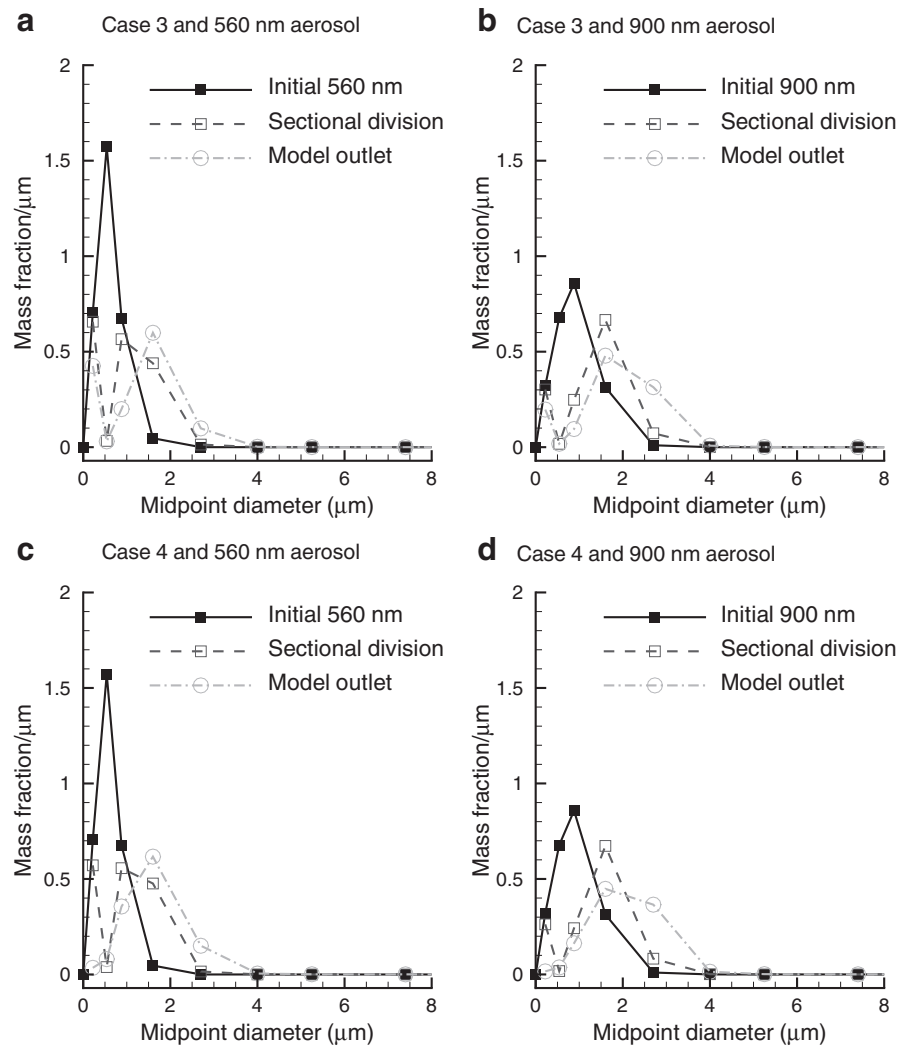 a Case 3 and 560 nm aerosol
2
1.5
1
0.5
0
Mass fraction/μm
Initial 560 nm
Sectional division
Model outlet
0 2 4 6 8
Midpoint diameter (μm)
b Case 3 and 900 nm aerosol
2
1.5
1
0.5
0
Mass fraction/μm
Initial 900 nm
Sectional division
Model outlet
0 2 4 6 8
Midpoint diameter (μm)
c Case 4 and 560 nm aerosol
2
1.5
1
0.5
0
Mass fraction/μm
Initial 560 nm
Sectional division
Model outlet
0 2 4 6 8
Midpoint diameter (μm)
d Case 4 and 900 nm aerosol
2
1.5
1
0.5
0
Mass fraction/μm
Initial 900 nm
Sectional division
Model outlet
0 2 4 6 8
Midpoint diameter (μm)